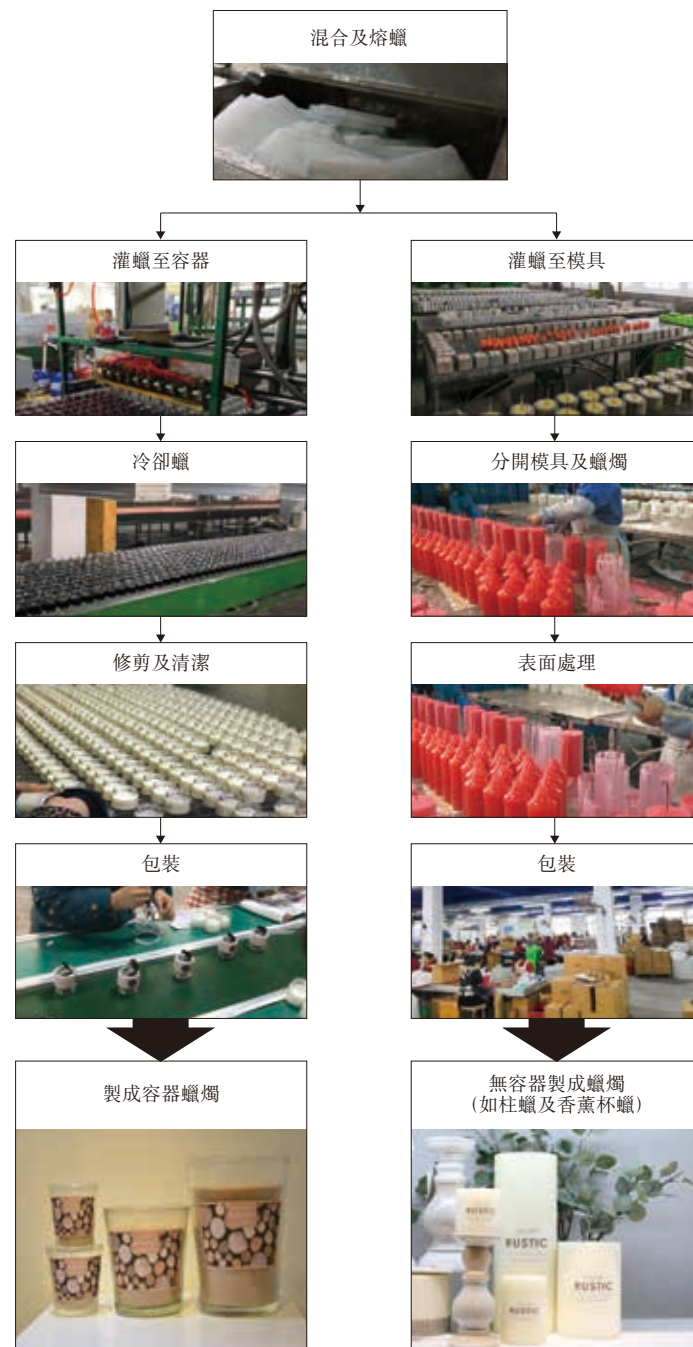 混合及熔蠟
灌蠟至容器
灌蠟至模具
冷卻蠟
分開模具及蠟燭
修剪及清潔
表面處理
包裝
包裝
製成容器蠟燭
無容器製成蠟燭
(如柱蠟及香薰杯蠟)
RUSTIC
RUSTIC
RUSTIC
RUSTIC